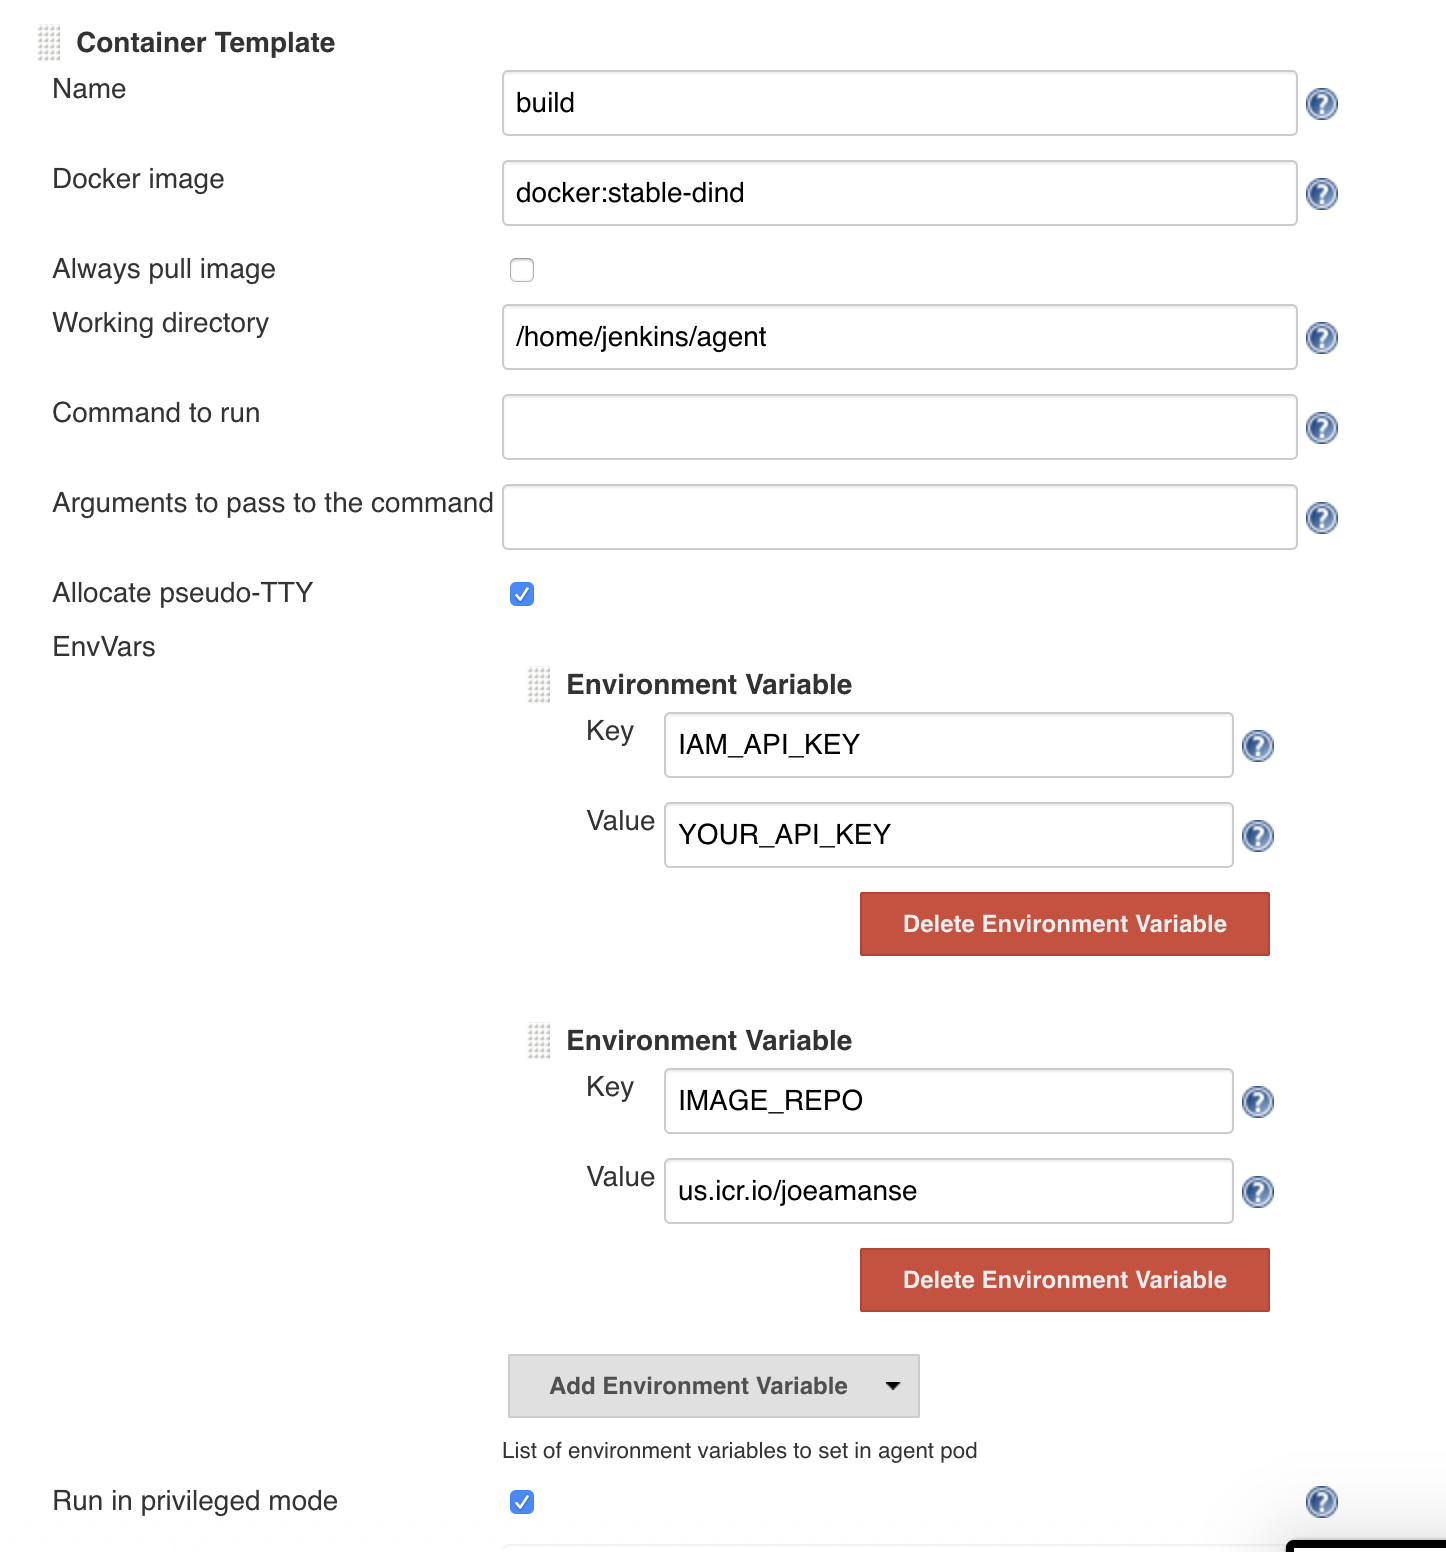 Container Template
Name
build
Docker image
docker:stable-dind
Always pull image
Working directory
/home/jenkins/agent
Command to run
Arguments to pass to the command
Allocate pseudo-TTY
EnvVars
Environment Variable
Key
IAM_API_KEY
Value
YOUR_API_KEY
Delete Environment Variable
Environment Variable
Key
IMAGE_REPO
Value
us.icr.io/joeamanse
Delete Environment Variable
Add Environment Variable
List of environment variables to set in agent pod
Run in privileged mode